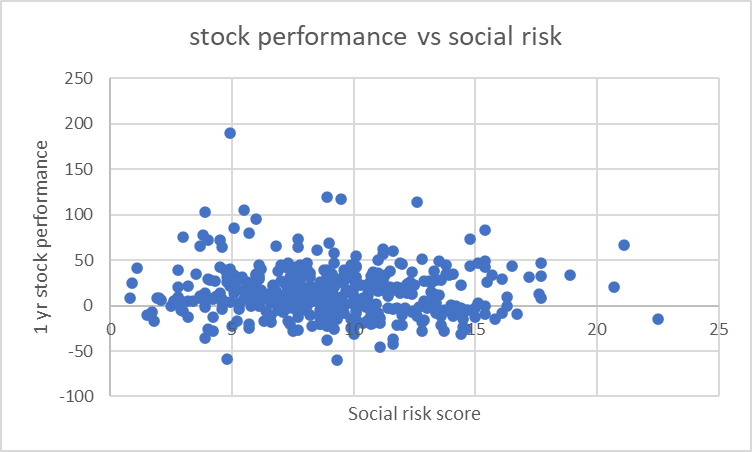 stock performance vs social risk
250
200
150
100
50
0
-50
-100
0 5 10 15 20 25
1 yr stock performance
Social risk score